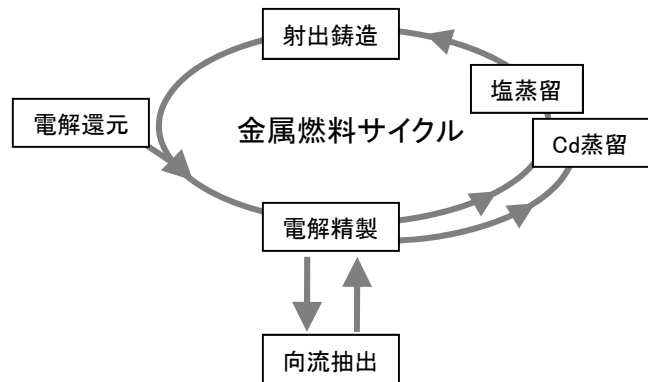 射出鋳造
塩蒸留
電解還元
金属燃料サイクル
Cd蒸留
電解精製
向流抽出